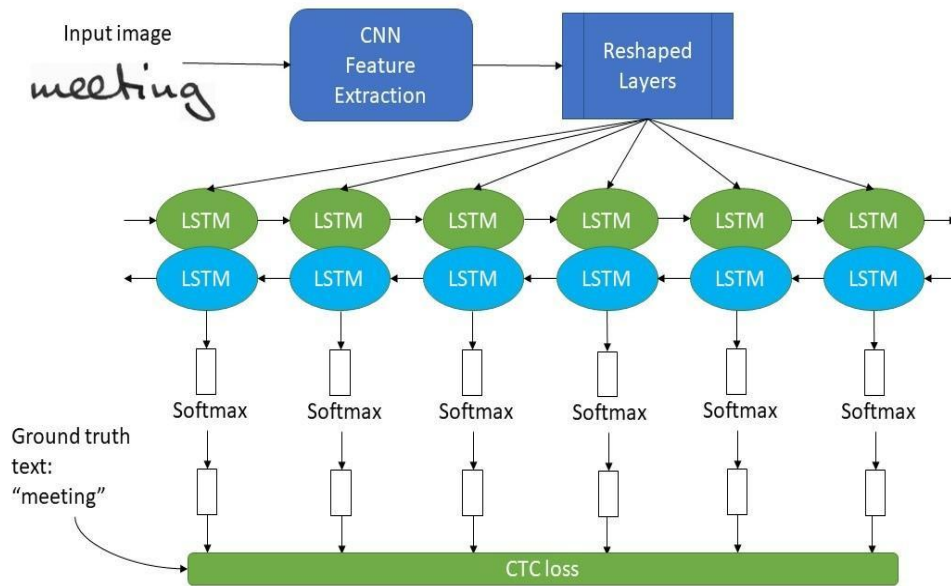 Input image
meeting
CNN
Feature
Extraction
Reshaped
Layers
LSTM LSTM LSTM LSTM LSTM LSTM
LSTM LSTM LSTM LSTM LSTM LSTM
Softmax Softmax Softmax Softmax Softmax Softmax
Ground truth
text:
“meeting”
CTC loss